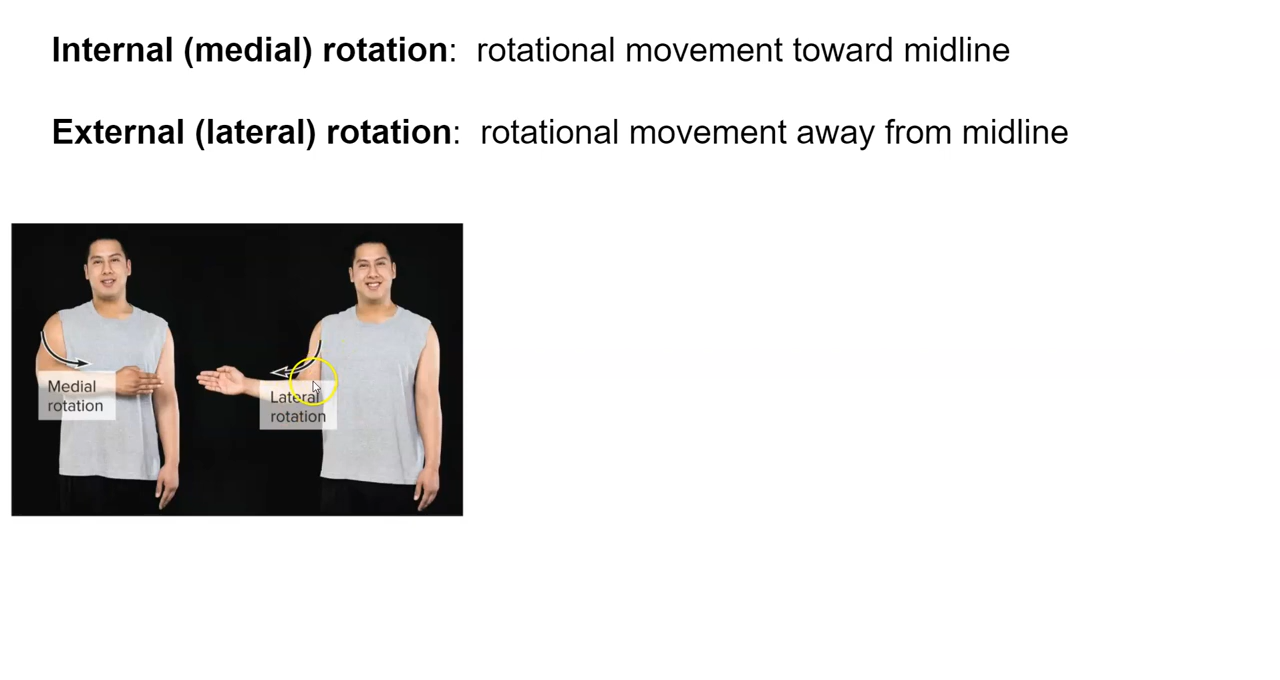 Internal (medial) rotation:  rotational movement toward midline
External (lateral) rotation:  rotational movement away from midline
Medial
rotation
Lateral
rotation